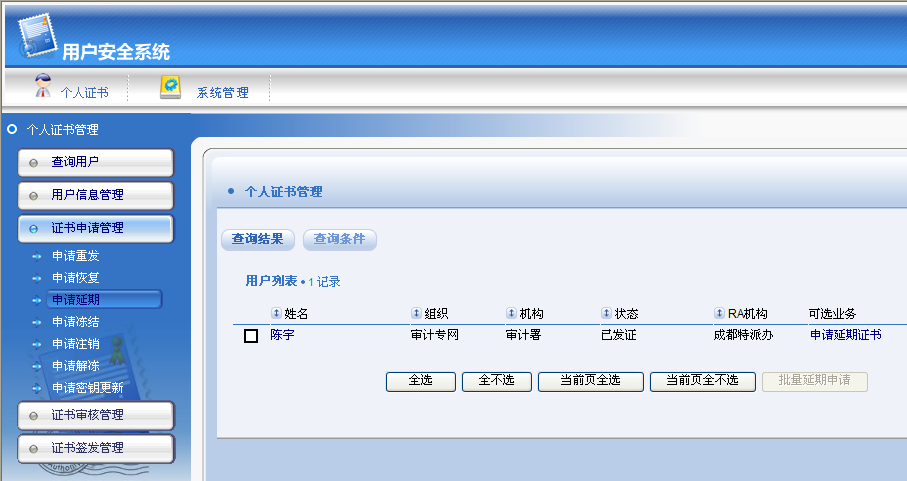 用户安全系统
个人证书
系统管理
个人证书管理
查询用户
用户信息管理
证书申请管理
申请重发
申请恢复
申请延期
申请冻结
申请注销
申请解冻
申请密钥更新
证书审核管理
证书签发管理
个人证书管理
查询结果 查询条件
用户列表 • 1 记录
姓名 组织 机构 状态 RA机构 可选业务
陈宇 审计专网 审计署 已发证 成都特派办 申请延期证书
全选 全不选 当前页全选 当前页全不选 批量延期申请